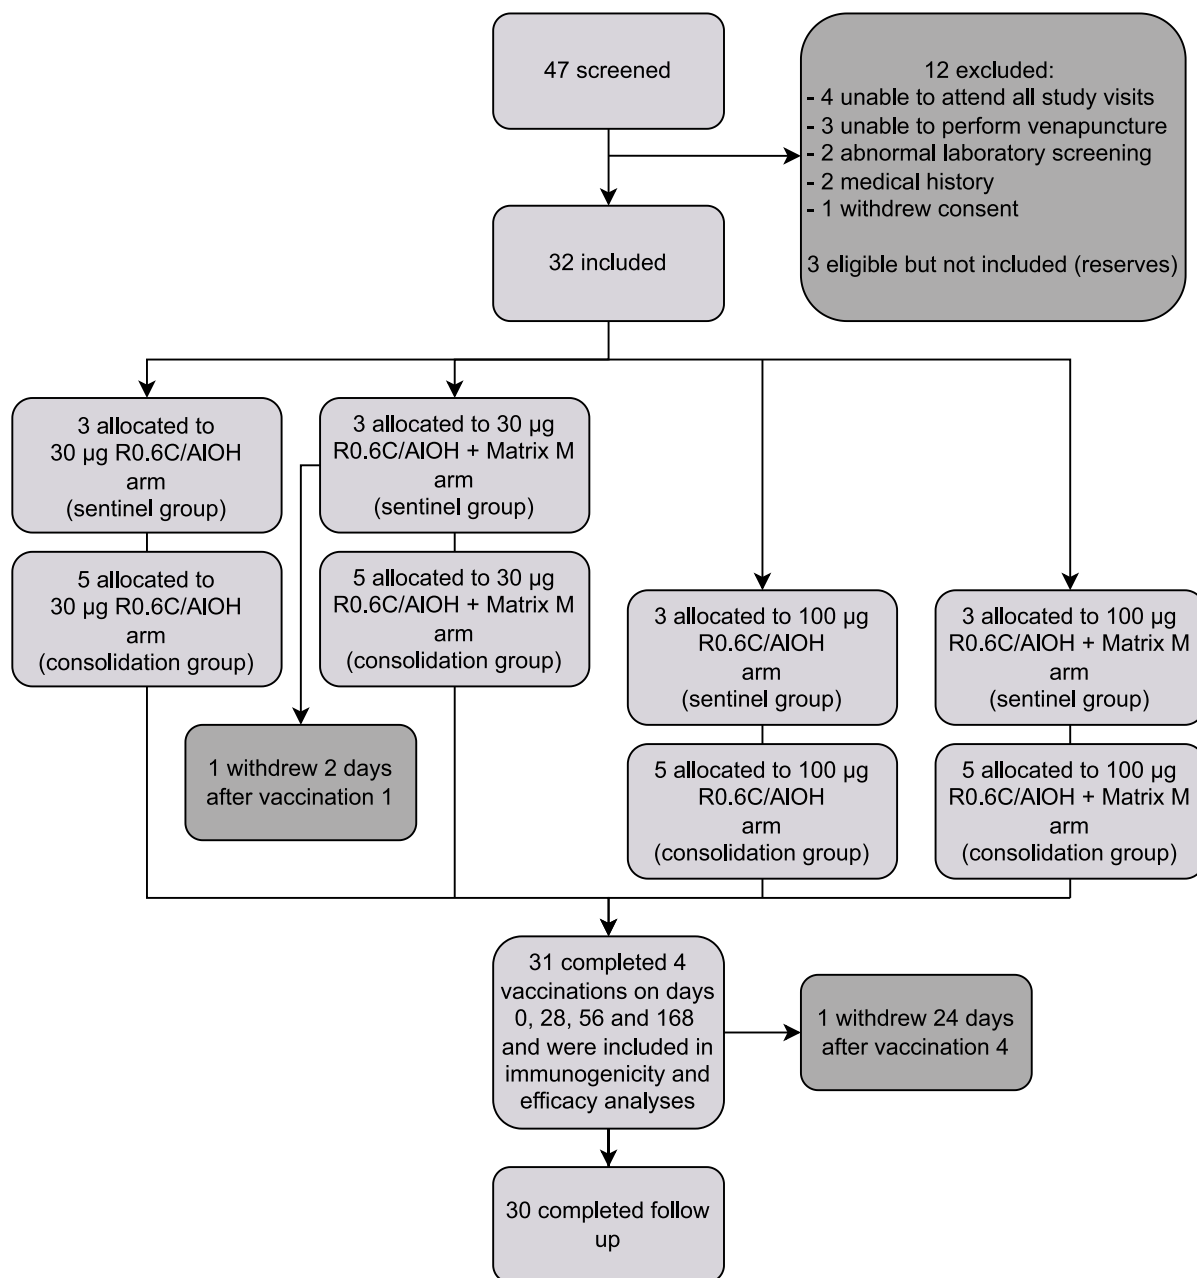 47 screened
12 excluded:
- 4 unable to attend all study visits
- 3 unable to perform venapuncture
- 2 abnormal laboratory screening
- 2 medical history
- 1 withdrew consent
3 eligible but not included (reserves)
32 included
3 allocated to
30 µg R0.6C/AlOH
arm
(sentinel group)
3 allocated to 30 µg
R0.6C/AlOH + Matrix M
arm
(sentinel group)
5 allocated to
30 µg R0.6C/AlOH
arm
(consolidation group)
5 allocated to 30 µg
R0.6C/AlOH + Matrix M
arm
(consolidation group)
3 allocated to 100 µg
R0.6C/AlOH
arm
(sentinel group)
3 allocated to 100 µg
R0.6C/AlOH + Matrix M
arm
(sentinel group)
1 withdrew 2 days
after vaccination 1
5 allocated to 100 µg
R0.6C/AlOH
arm
(consolidation group)
5 allocated to 100 µg
R0.6C/AlOH + Matrix M
arm
(consolidation group)
31 completed 4
vaccinations on days
0, 28, 56 and 168
and were included in
immunogenicity and
efficacy analyses
1 withdrew 24 days
after vaccination 4
30 completed follow
up